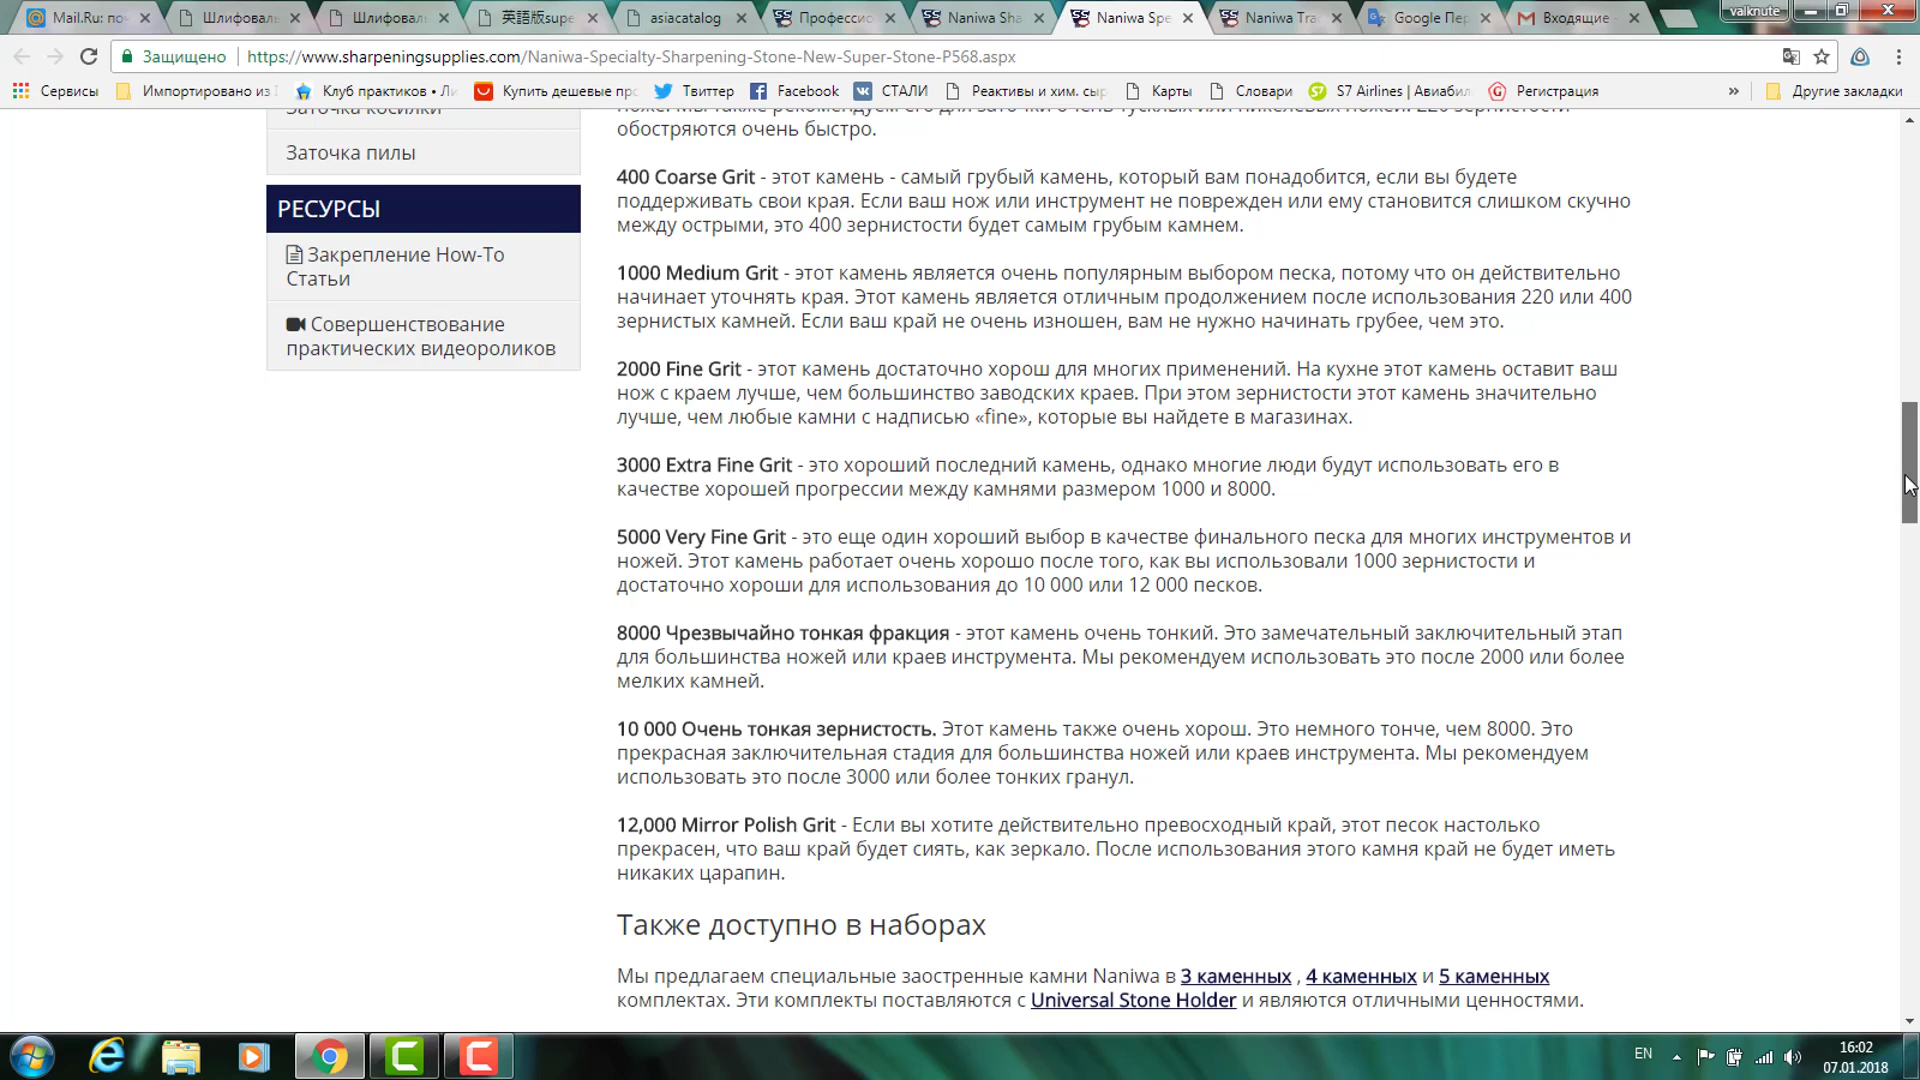 Mail.Ru: по
Шлифоваль
Шлифоваль
英語版supe
asiacatalog
Профессио
Naniwa Sha
Naniwa Spe
Naniwa Tra
Google Пер
Входящие -
valknute
Защищено
https://www.sharpeningsupplies.com/Naniwa-Specialty-Sharpening-Stone-New-Super-Stone-P568.aspx
Сервисы
Импортировано из
Клуб практиков • Ли
Купить дешевые про
Твиттер
Facebook
СТАЛИ
Реактивы и хим. сыр
Карты
Словари
S7 Airlines | Авиабил
Регистрация
»
Другие закладки
Заточка косилки
Заточка пилы
РЕСУРСЫ
Закрепление How-To
Статьи
Совершенствование
практических видеороликов
обостряются очень быстро.
400 Coarse Grit - этот камень - самый грубый камень, который вам понадобится, если вы будете
поддерживать свои края. Если ваш нож или инструмент не поврежден или ему становится слишком скучно
между острыми, это 400 зернистости будет самым грубым камнем.
1000 Medium Grit - этот камень является очень популярным выбором песка, потому что он действительно
начинает уточнять края. Этот камень является отличным продолжением после использования 220 или 400
зернистых камней. Если ваш край не очень изношен, вам не нужно начинать грубее, чем это.
2000 Fine Grit - этот камень достаточно хорош для многих применений. На кухне этот камень оставит ваш
нож с краем лучше, чем большинство заводских краев. При этом зернистости этот камень значительно
лучше, чем любые камни с надписью «fine», которые вы найдете в магазинах.
3000 Extra Fine Grit - это хороший последний камень, однако многие люди будут использовать его в
качестве хорошей прогрессии между камнями размером 1000 и 8000.
5000 Very Fine Grit - это еще один хороший выбор в качестве финального песка для многих инструментов и
ножей. Этот камень работает очень хорошо после того, как вы использовали 1000 зернистости и
достаточно хороши для использования до 10 000 или 12 000 песков.
8000 Чрезвычайно тонкая фракция - этот камень очень тонкий. Это замечательный заключительный этап
для большинства ножей или краев инструмента. Мы рекомендуем использовать это после 2000 или более
мелких камней.
10 000 Очень тонкая зернистость. Этот камень также очень хорош. Это немного тонче, чем 8000. Это
прекрасная заключительная стадия для большинства ножей или краев инструмента. Мы рекомендуем
использовать это после 3000 или более тонких гранул.
12,000 Mirror Polish Grit - Если вы хотите действительно превосходный край, этот песок настолько
прекрасен, что ваш край будет сиять, как зеркало. После использования этого камня край не будет иметь
никаких царапин.
Также доступно в наборах
Мы предлагаем специальные заостренные камни Naniwa в 3 каменных , 4 каменных и 5 каменных
комплектах. Эти комплекты поставляются с Universal Stone Holder и являются отличными ценностями.
EN
16:02
07.01.2018